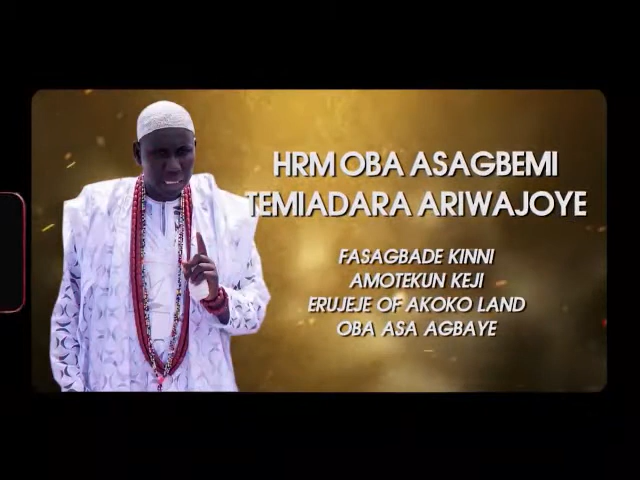 HRM OBA ASAGBEMI
TEMIADARA ARIWAJOYE
FASAGBADE KINNI
AMOTEKUN KEJI
ERUJEJE OF AKOKO LAND
OBA ASA AGBAYE